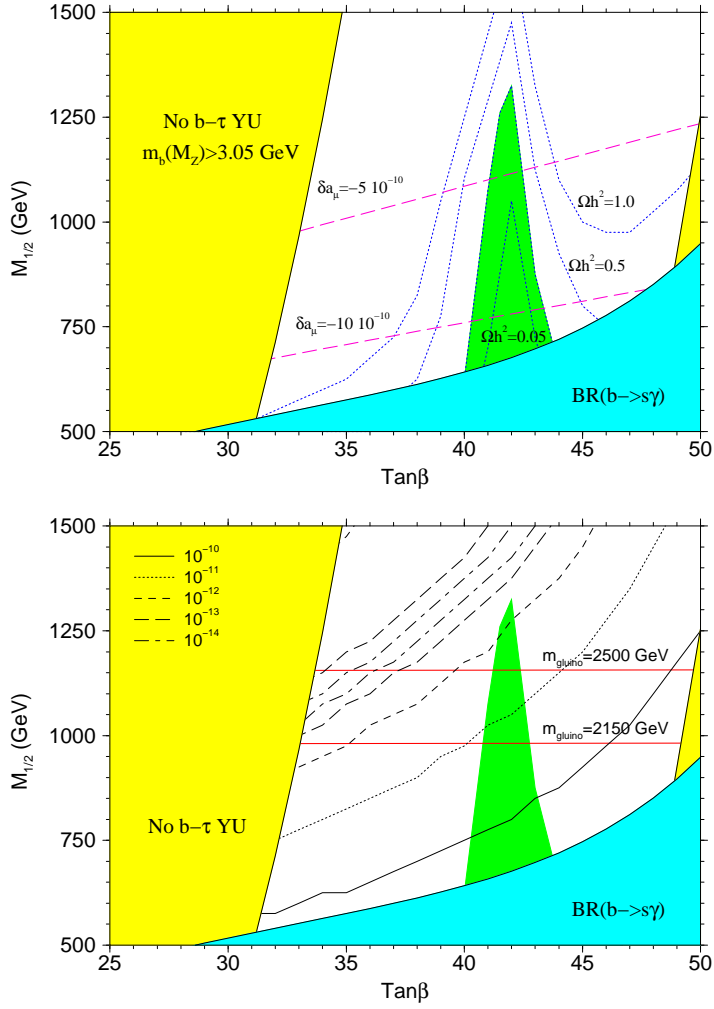 1500
1250
1000
750
500
M1/2 (GeV)
No b−τ YU
mb(MZ)>3.05 GeV
δaμ=−5 10−10
Ωh2=1.0
Ωh2=0.5
δaμ=−10 10−10
Ωh2=0.05
BR(b−>sγ)
25 30 35 40 45 50
Tanβ
1500
1250
1000
750
500
M1/2 (GeV)
10−10
10−11
10−12
10−13
10−14
mgluino=2500 GeV
mgluino=2150 GeV
No b−τ YU
BR(b−>sγ)
25 30 35 40 45 50
Tanβ